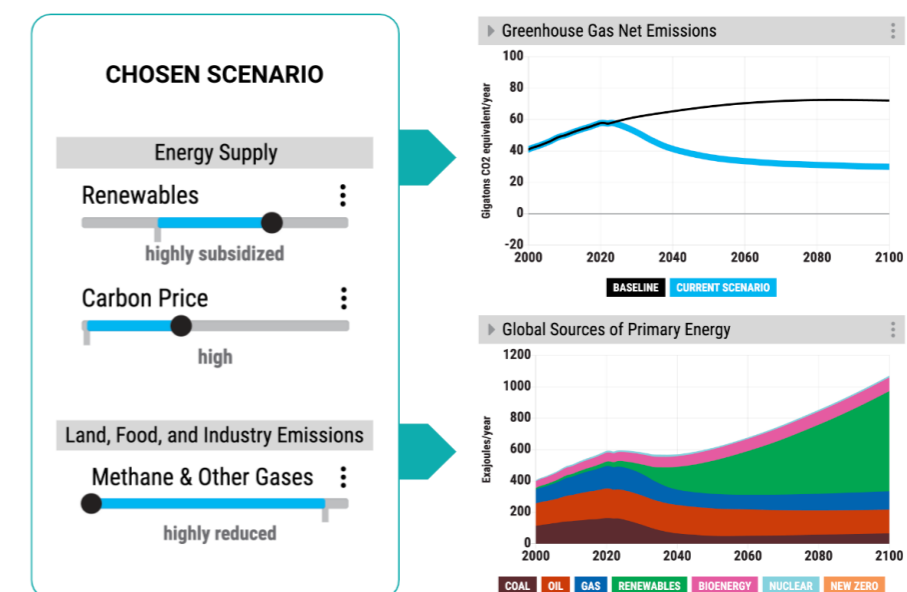 CHOSEN SCENARIO
Energy Supply
Renewables
highly subsidized
Carbon Price
high
Land, Food, and Industry Emissions
Methane & Other Gases
highly reduced
Greenhouse Gas Net Emissions
Gigatons CO2 equivalent/year
100
80
60
40
20
0
-20
2000 2020 2040 2060 2080 2100
BASELINE CURRENT SCENARIO
Global Sources of Primary Energy
Exajoules/year
1200
1000
800
600
400
200
0
2000 2020 2040 2060 2080 2100
COAL OIL GAS RENEWABLES BIOENERGY NUCLEAR NEW ZERO